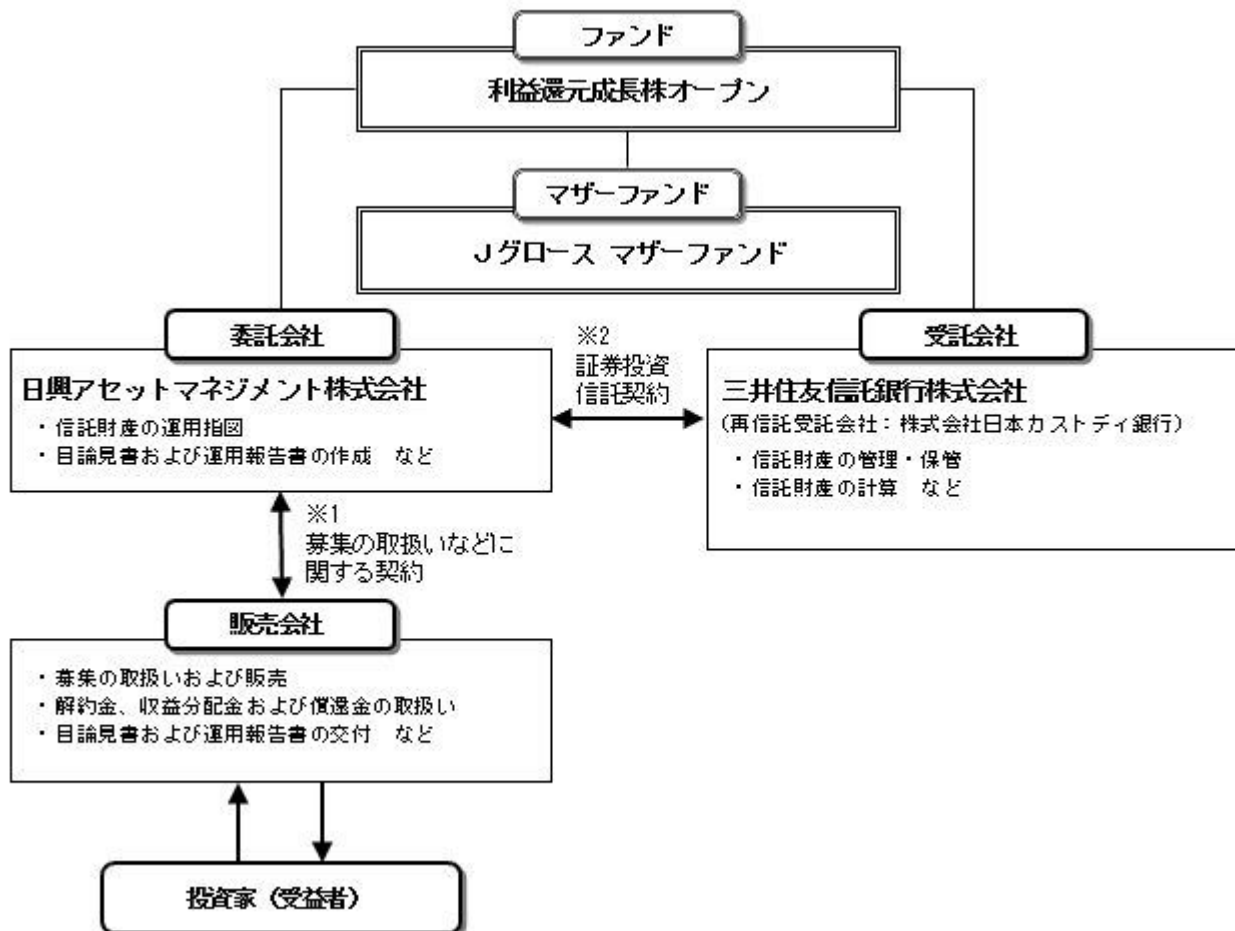 ファンド
利益還元成長株オープン
マザーファンド
Jグロース マザーファンド
委託会社
日興アセットマネジメント株式会社
・信託財産の運用指図
・目論見書および運用報告書の作成 など
※2
証券投資
信託契約
受託会社
三井住友信託銀行株式会社
(再信託受託会社:株式会社日本カストディ銀行)
・信託財産の管理・保管
・信託財産の計算 など
※1
募集の取扱いなどに
関する契約
販売会社
・募集の取扱いおよび販売
・解約金、収益分配金および償還金の取扱い
・目論見書および運用報告書の交付 など
投資家(受益者)